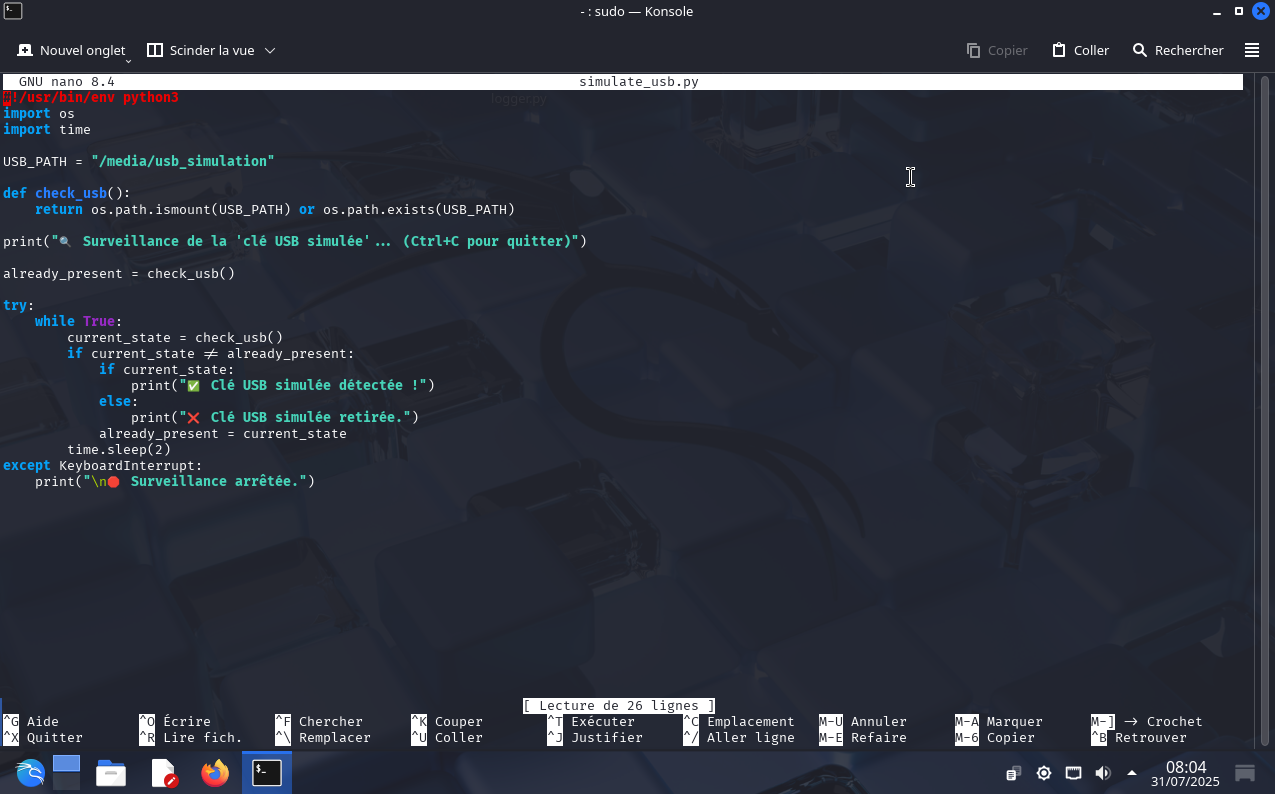 - : sudo — Konsole
Nouvel onglet
Scinder la vue
Copier
Coller
Rechercher
GNU nano 8.4 simulate_usb.py
#!/usr/bin/env python3
logger.py
import os
import time
USB_PATH = "/media/usb_simulation"
def check_usb():
    return os.path.ismount(USB_PATH) or os.path.exists(USB_PATH)
print("🔍 Surveillance de la 'clé USB simulée'... (Ctrl+C pour quitter)")
already_present = check_usb()
try:
    while True:
        current_state = check_usb()
        if current_state != already_present:
            if current_state:
                print("✅ Clé USB simulée détectée !")
            else:
                print("❌ Clé USB simulée retirée.")
            already_present = current_state
        time.sleep(2)
except KeyboardInterrupt:
    print("\n🛑 Surveillance arrêtée.")
[ Lecture de 26 lignes ]
^G Aide ^O Écrire ^F Chercher ^K Couper ^T Exécuter ^C Emplacement M-U Annuler M-A Marquer M-] → Crochet
^X Quitter ^R Lire fich. ^\ Remplacer ^U Coller ^J Justifier ^/ Aller ligne M-E Refaire M-6 Copier ^B Retrouver
08:04
31/07/2025